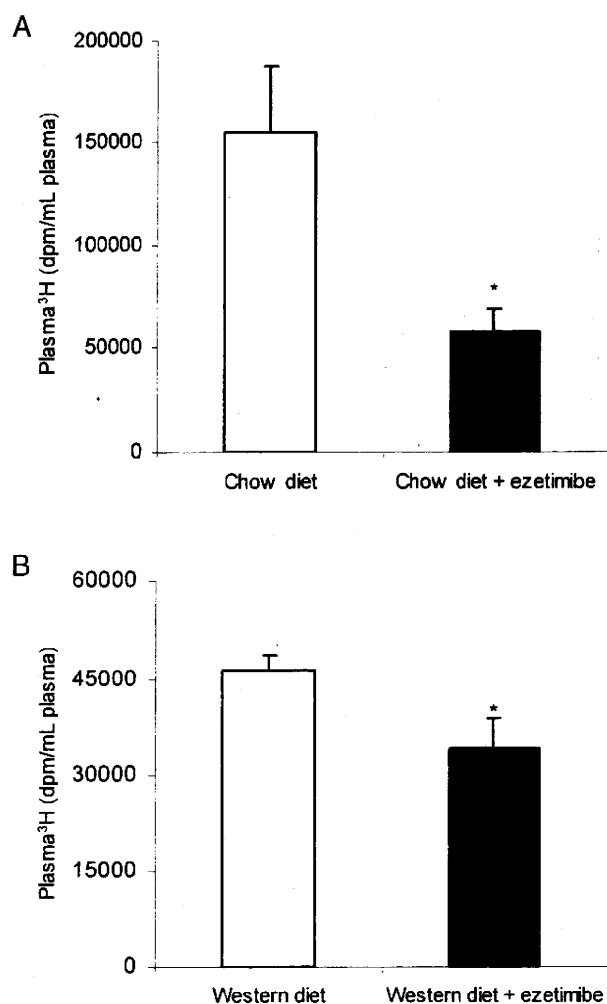 A
200000
150000
100000
50000
0
Plasma³H (dpm/mL plasma)
*
Chow diet
Chow diet + ezetimibe
B
60000
45000
30000
15000
0
Plasma³H (dpm/mL plasma)
*
Western diet
Western diet + ezetimibe